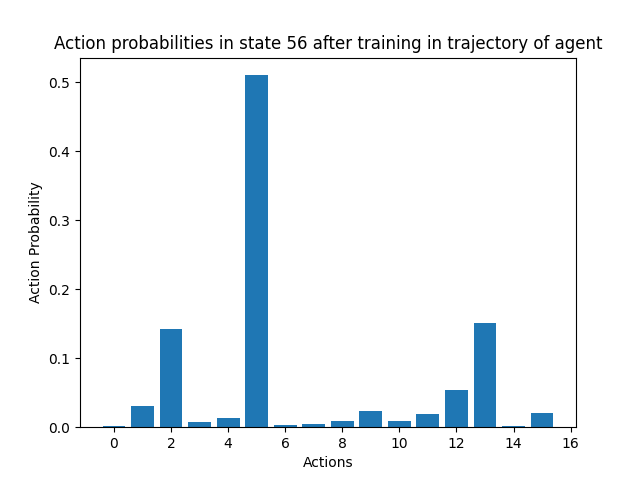 Action probabilities in state 56 after training in trajectory of agent
Action Probability
0.5
0.4
0.3
0.2
0.1
0.0
0 2 4 6 8 10 12 14 16
Actions